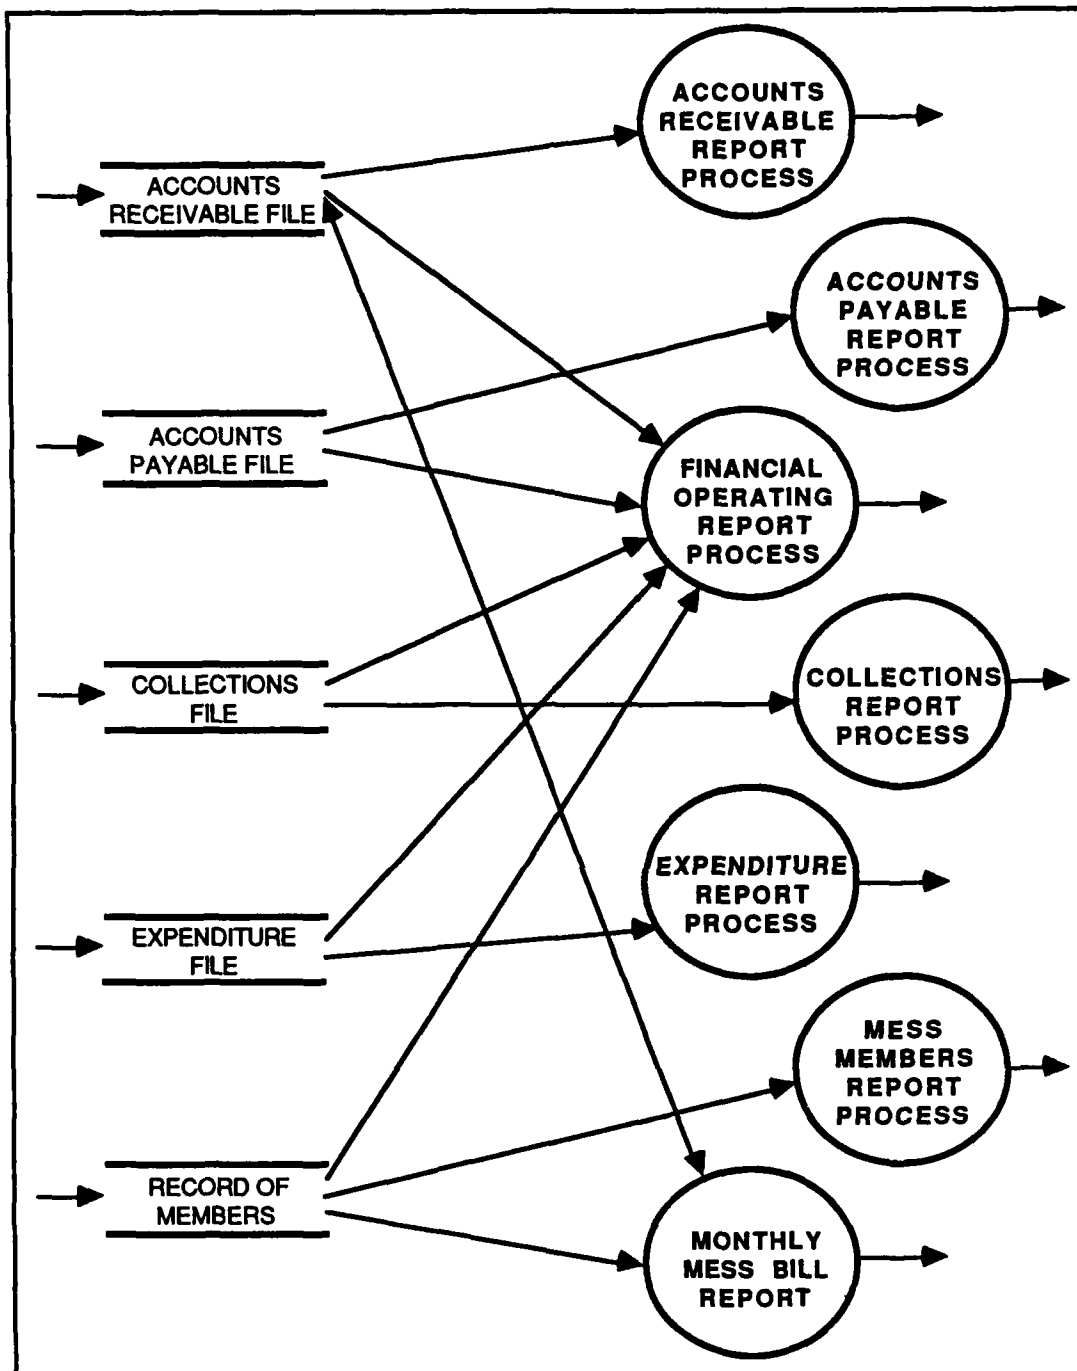 ACCOUNTS
RECEIVABLE
REPORT
PROCESS
ACCOUNTS
RECEIVABLE FILE
ACCOUNTS
PAYABLE
REPORT
PROCESS
ACCOUNTS
PAYABLE FILE
FINANCIAL
OPERATING
REPORT
PROCESS
COLLECTIONS
FILE
COLLECTIONS
REPORT
PROCESS
EXPENDITURE
REPORT
PROCESS
EXPENDITURE
FILE
MESS
MEMBERS
REPORT
PROCESS
RECORD OF
MEMBERS
MONTHLY
MESS BILL
REPORT